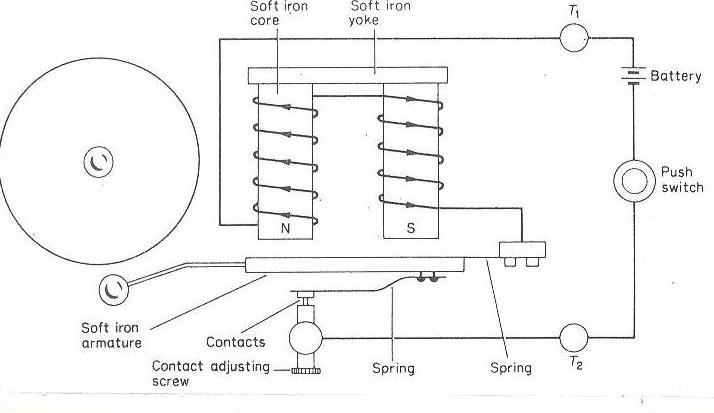 Soft iron
core
Soft iron
yoke
T1
Battery
Push
switch
N
S
Soft iron
armature
Contacts
Contact adjusting
screw
Spring
Spring
T2